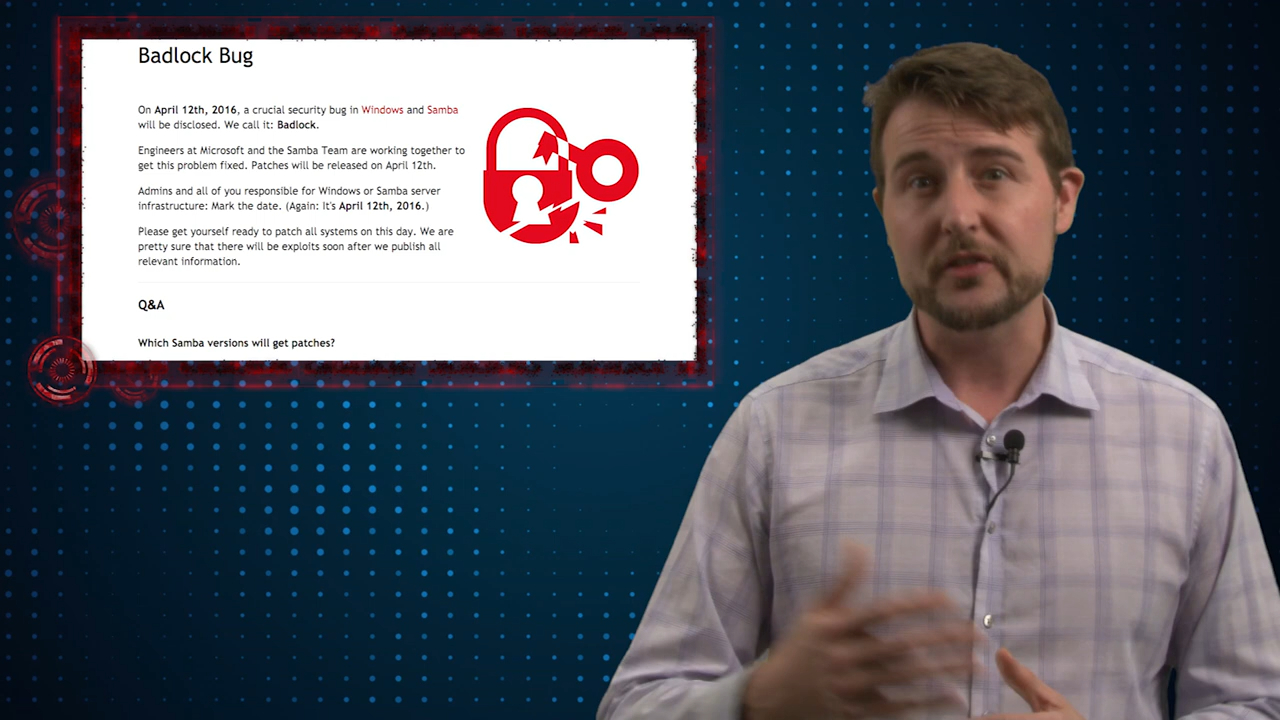 Badlock Bug
On April 12th, 2016, a crucial security bug in Windows and Samba
will be disclosed. We call it: Badlock.
Engineers at Microsoft and the Samba Team are working together to
get this problem fixed. Patches will be released on April 12th.
Admins and all of you responsible for Windows or Samba server
infrastructure: Mark the date. (Again: It's April 12th, 2016.)
Please get yourself ready to patch all systems on this day. We are
pretty sure that there will be exploits soon after we publish all
relevant information.
Q&A
Which Samba versions will get patches?